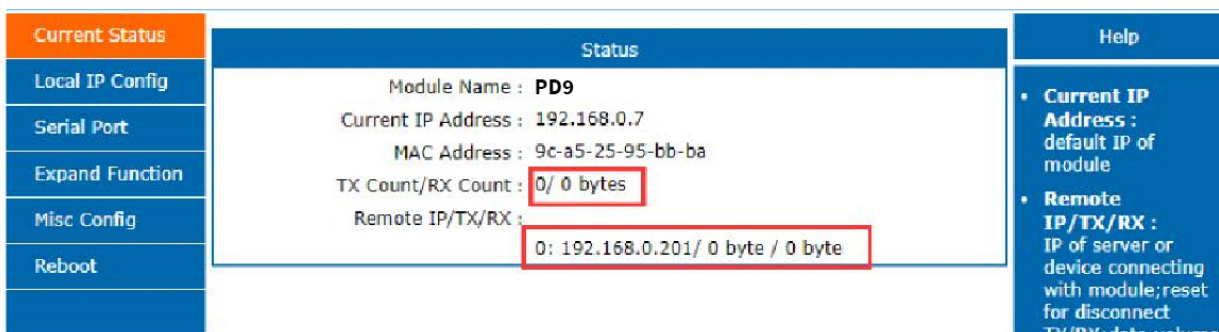 Current Status
Local IP Config
Serial Port
Expand Function
Misc Config
Reboot
Status
Module Name : PD9
Current IP Address : 192.168.0.7
MAC Address : 9c-a5-25-95-bb-ba
TX Count/RX Count : 0/ 0 bytes
Remote IP/TX/RX :
0: 192.168.0.201/ 0 byte / 0 byte
Help
• Current IP
Address :
default IP of
module
• Remote
IP/TX/RX :
IP of server or
device connecting
with module;reset
for disconnect